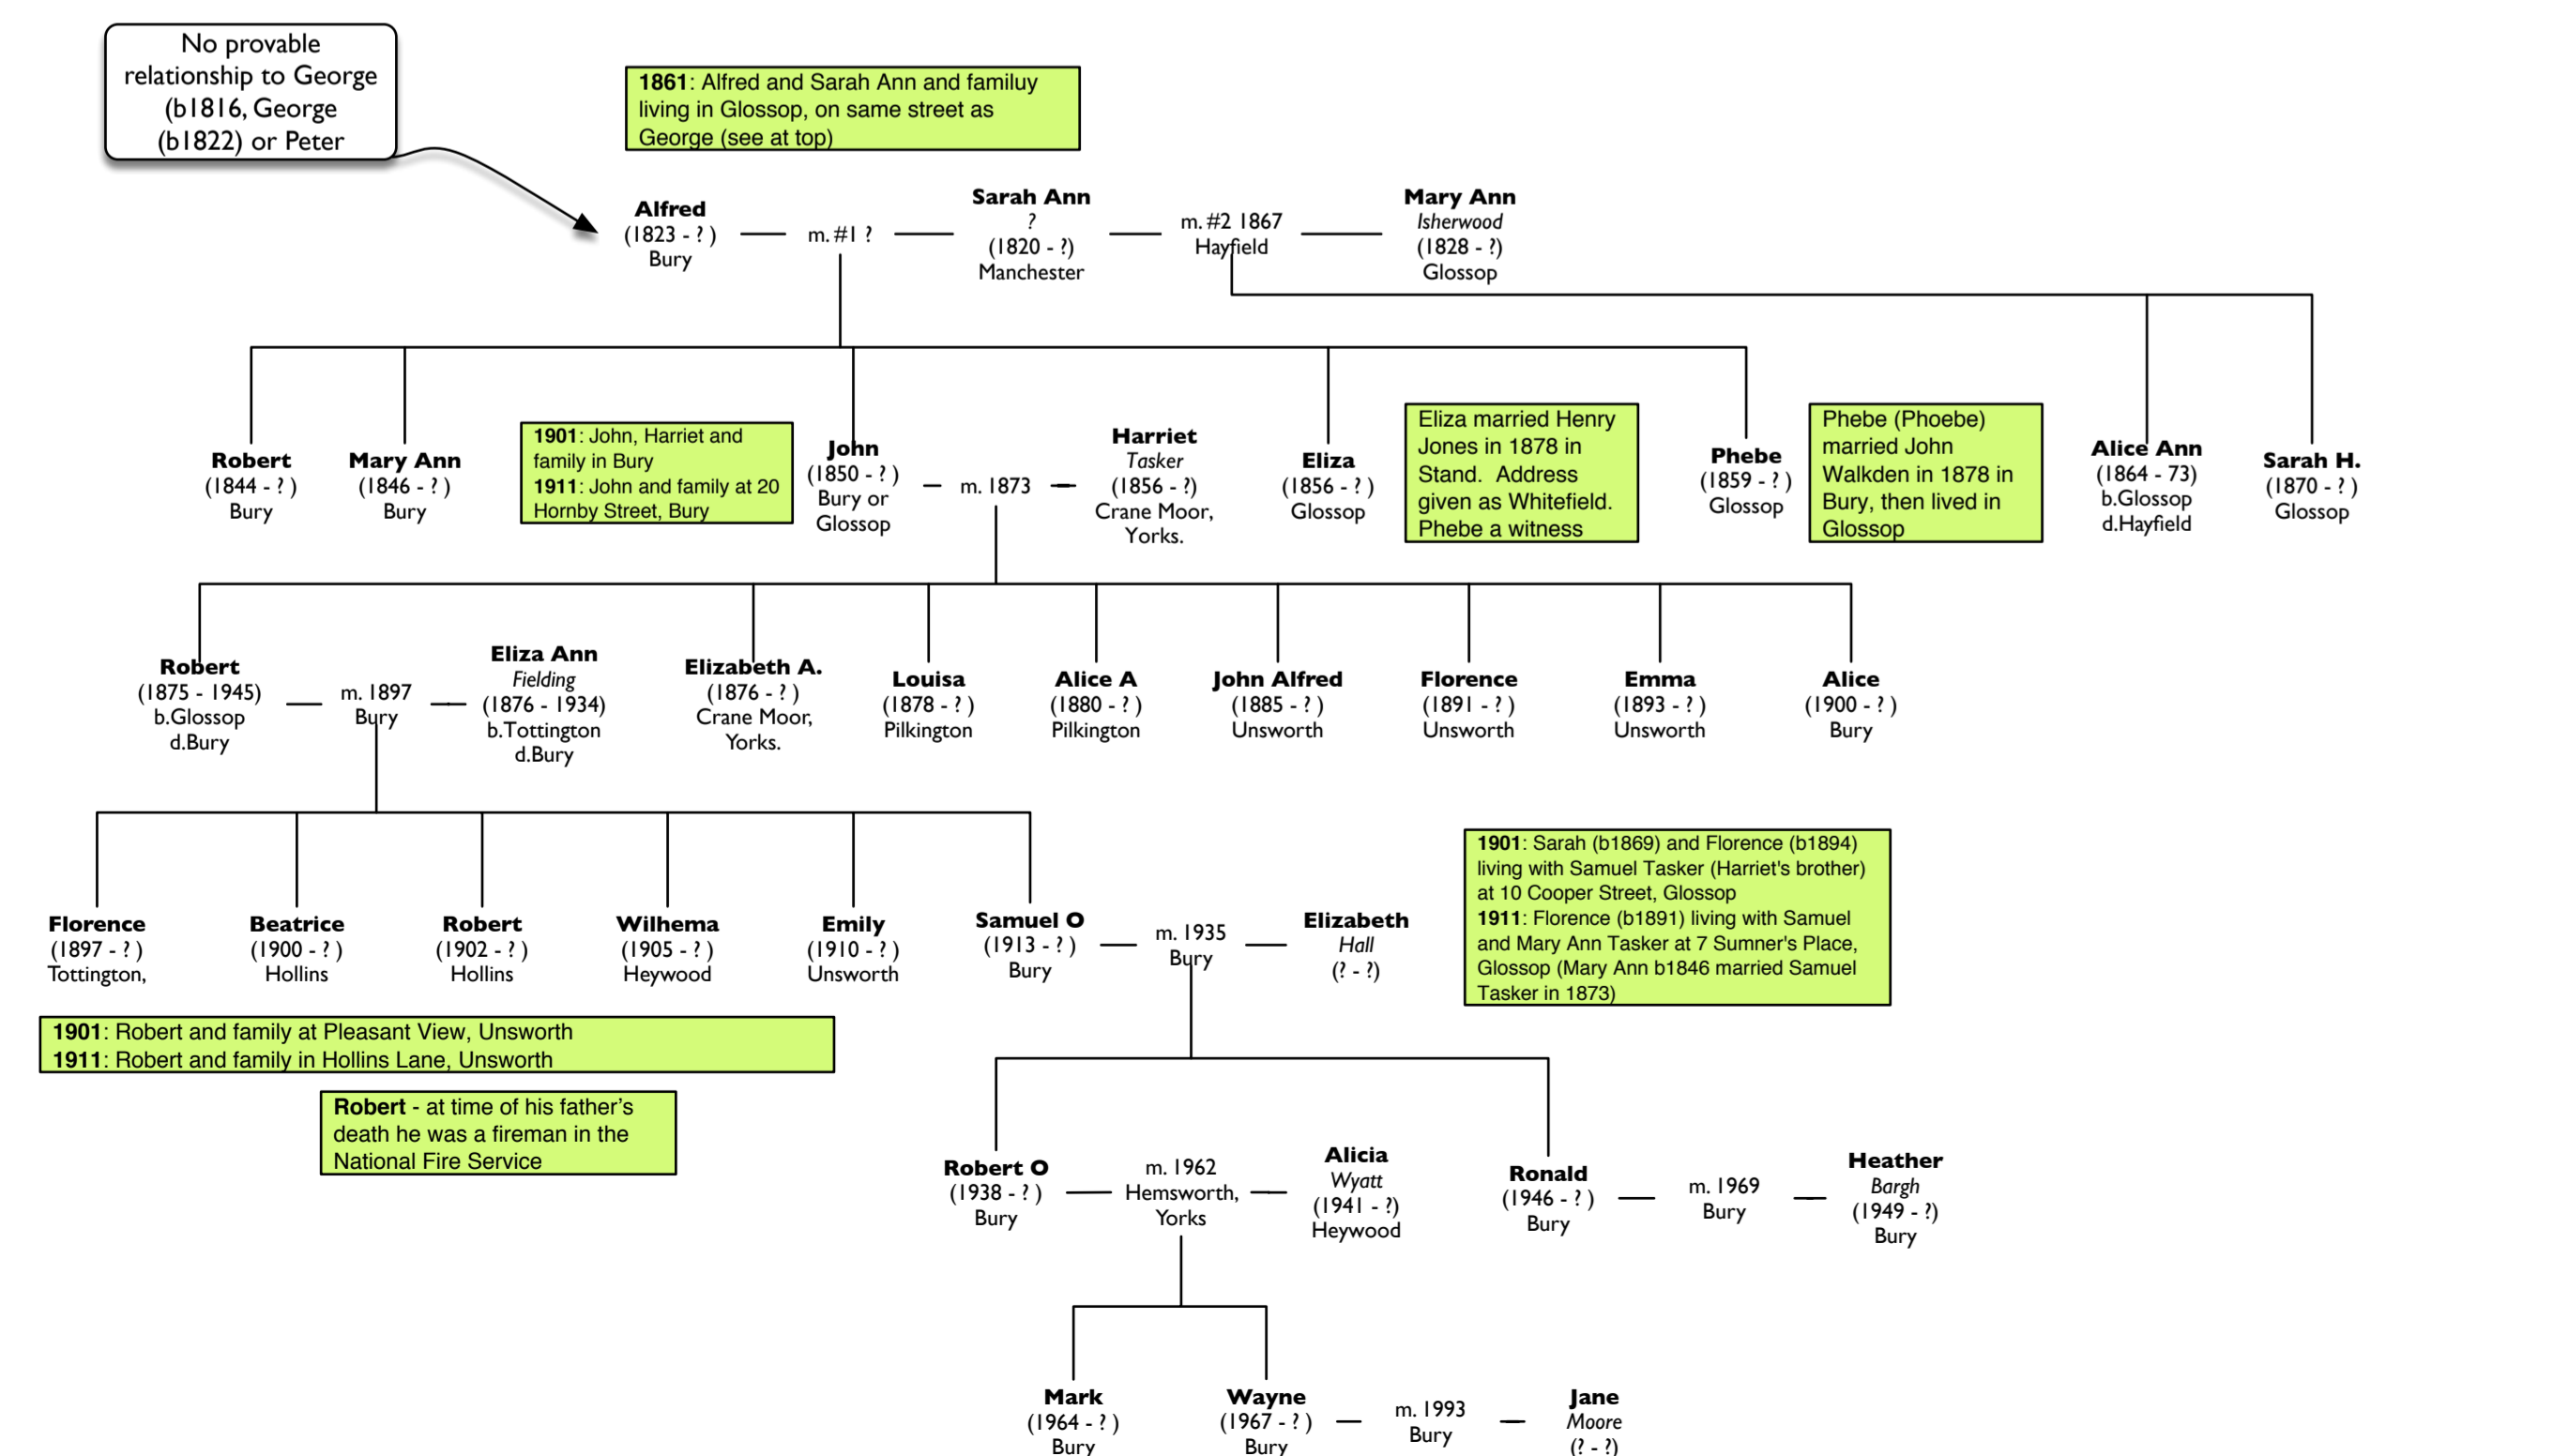 No provable
relationship to George
(b1816, George
(b1822) or Peter
1861: Alfred and Sarah Ann and familuy
living in Glossop, on same street as
George (see at top)
Alfred
(1823 - ? )
Bury
m. #1 ?
Sarah Ann
?
(1820 - ?)
Manchester
m. #2 1867
Hayfield
Mary Ann
Isherwood
(1828 - ?)
Glossop
Robert
(1844 - ? )
Bury
Mary Ann
(1846 - ? )
Bury
1901: John, Harriet and
family in Bury
1911: John and family at 20
Hornby Street, Bury
John
(1850 - ? )
Bury or
Glossop
m. 1873
Harriet
Tasker
(1856 - ?)
Crane Moor,
Yorks.
Eliza
(1856 - ? )
Glossop
Eliza married Henry
Jones in 1878 in
Stand.  Address
given as Whitefield.
Phebe a witness
Phebe
(1859 - ? )
Glossop
Phebe (Phoebe)
married John
Walkden in 1878 in
Bury, then lived in
Glossop
Alice Ann
(1864 - 73)
b.Glossop
d.Hayfield
Sarah H.
(1870 - ? )
Glossop
Robert
(1875 - 1945)
b.Glossop
d.Bury
m. 1897
Bury
Eliza Ann
Fielding
(1876 - 1934)
b.Tottington
d.Bury
Elizabeth A.
(1876 - ? )
Crane Moor,
Yorks.
Louisa
(1878 - ? )
Pilkington
Alice A
(1880 - ? )
Pilkington
John Alfred
(1885 - ? )
Unsworth
Florence
(1891 - ? )
Unsworth
Emma
(1893 - ? )
Unsworth
Alice
(1900 - ? )
Bury
Florence
(1897 - ? )
Tottington,
Beatrice
(1900 - ? )
Hollins
Robert
(1902 - ? )
Hollins
Wilhema
(1905 - ? )
Heywood
Emily
(1910 - ? )
Unsworth
Samuel O
(1913 - ? )
Bury
m. 1935
Bury
Elizabeth
Hall
(? - ?)
1901: Sarah (b1869) and Florence (b1894)
living with Samuel Tasker (Harriet's brother)
at 10 Cooper Street, Glossop
1911: Florence (b1891) living with Samuel
and Mary Ann Tasker at 7 Sumner's Place,
Glossop (Mary Ann b1846 married Samuel
Tasker in 1873)
1901: Robert and family at Pleasant View, Unsworth
1911: Robert and family in Hollins Lane, Unsworth
Robert - at time of his father’s
death he was a fireman in the
National Fire Service
Robert O
(1938 - ? )
Bury
m. 1962
Hemsworth,
Yorks
Alicia
Wyatt
(1941 - ?)
Heywood
Ronald
(1946 - ? )
Bury
m. 1969
Bury
Heather
Bargh
(1949 - ?)
Bury
Mark
(1964 - ? )
Bury
Wayne
(1967 - ? )
Bury
m. 1993
Bury
Jane
Moore
(? - ?)